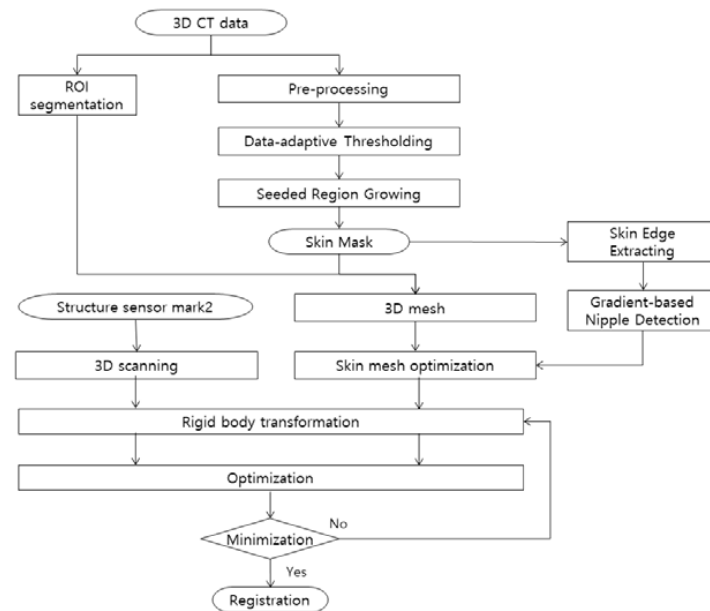 3D CT data
ROI
segmentation
Pre-processing
Data-adaptive Thresholding
Seeded Region Growing
Skin Mask
Skin Edge
Extracting
Structure sensor mark2
3D mesh
Gradient-based
Nipple Detection
3D scanning
Skin mesh optimization
Rigid body transformation
Optimization
Minimization
No
Yes
Registration